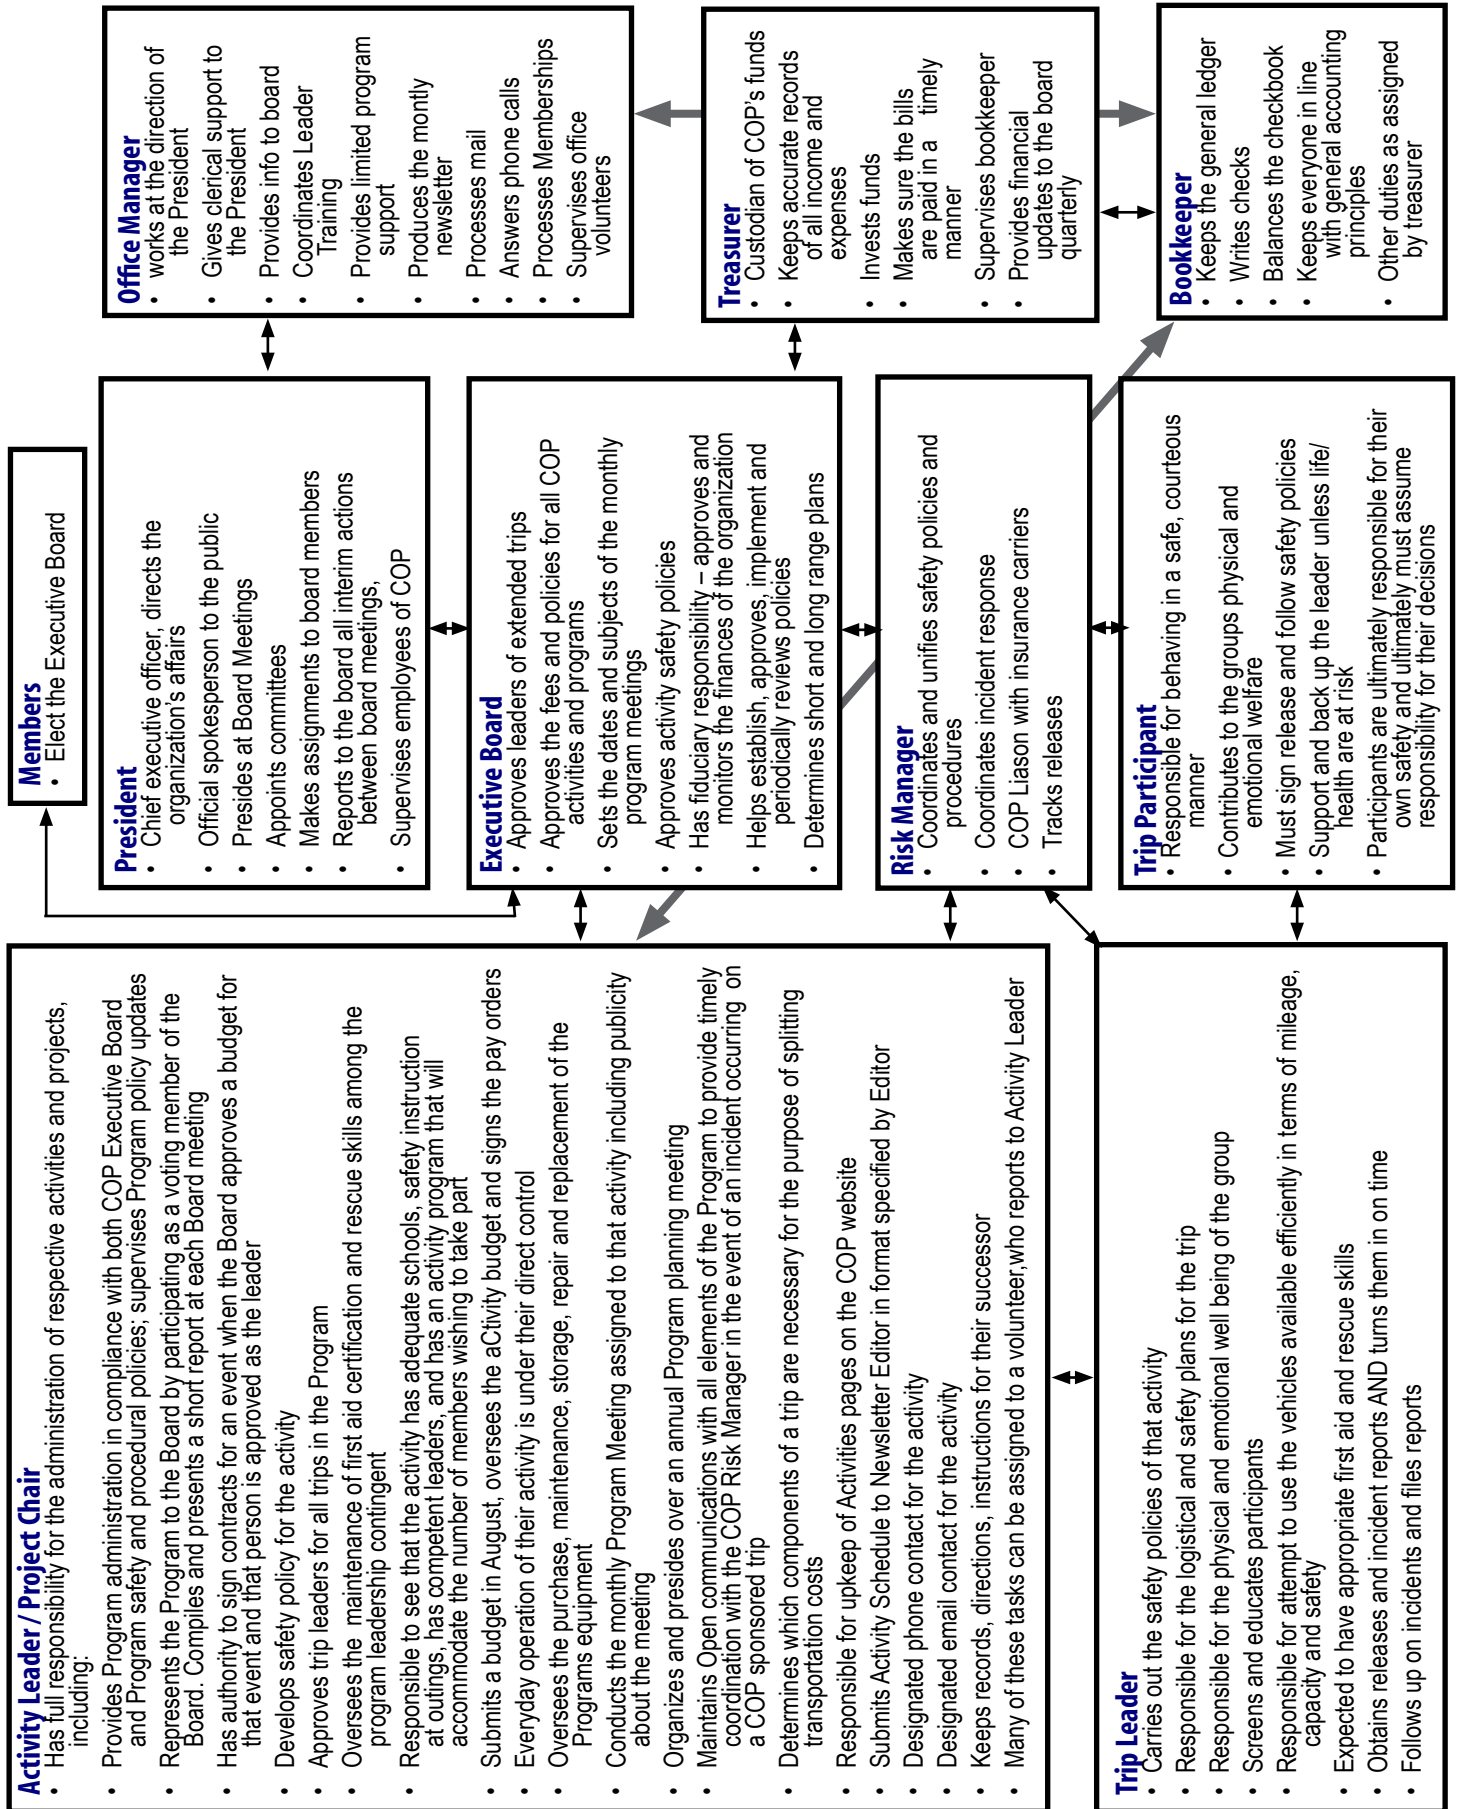 Members
• Elect the Executive Board
Activity Leader / Project Chair
• Has full responsibility for the administration of respective activities and projects,
including:
• Provides Program administration in compliance with both COP Executive Board
and Program safety and procedural policies; supervises Program policy updates
• Represents the Program to the Board by participating as a voting member of the
Board. Compiles and presents a short report at each Board meeting
• Has authority to sign contracts for an event when the Board approves a budget for
that event and that person is approved as the leader
• Develops safety policy for the activity
• Approves trip leaders for all trips in the Program
• Oversees the maintenance of first aid certification and rescue skills among the
program leadership contingent
• Responsible to see that the activity has adequate schools, safety instruction
at outings, has competent leaders, and has an activity program that will
accommodate the number of members wishing to take part
• Submits a budget in August, oversees the aCtivity budget and signs the pay orders
• Everyday operation of their activity is under their direct control
• Oversees the purchase, maintenance, storage, repair and replacement of the
Programs equipment
• Conducts the monthly Program Meeting assigned to that activity including publicity
about the meeting
• Organizes and presides over an annual Program planning meeting
• Maintains Open communications with all elements of the Program to provide timely
coordination with the COP Risk Manager in the event of an incident occurring on
a COP sponsored trip
• Determines which components of a trip are necessary for the purpose of splitting
transportation costs
• Responsible for upkeep of Activities pages on the COP website
• Submits Activity Schedule to Newsletter Editor in format specified by Editor
• Designated phone contact for the activity
• Designated email contact for the activity
• Keeps records, directions, instructions for their successor
• Many of these tasks can be assigned to a volunteer,who reports to Activity Leader
Trip Leader
• Carries out the safety policies of that activity
• Responsible for the logistical and safety plans for the trip
• Responsible for the physical and emotional well being of the group
• Screens and educates participants
• Responsible for attempt to use the vehicles available efficiently in terms of mileage,
capacity and safety
• Expected to have appropriate first aid and rescue skills
• Obtains releases and incident reports AND turns them in on time
• Follows up on incidents and files reports
President
• Chief executive officer, directs the
organization's affairs
• Official spokesperson to the public
• Presides at Board Meetings
• Appoints committees
• Makes assignments to board members
• Reports to the board all interim actions
between board meetings,
• Supervises employees of COP
Executive Board
• Approves leaders of extended trips
• Approves the fees and policies for all COP
activities and programs
• Sets the dates and subjects of the monthly
program meetings
• Approves activity safety policies
• Has fiduciary responsibility – approves and
monitors the finances of the organization
• Helps establish, approves, implement and
periodically reviews policies
• Determines short and long range plans
Risk Manager
• Coordinates and unifies safety policies and
procedures
• Coordinates incident response
• COP Liason with insurance carriers
• Tracks releases
Trip Participant
• Responsible for behaving in a safe, courteous
manner
• Contributes to the groups physical and
emotional welfare
• Must sign release and follow safety policies
• Support and back up the leader unless life/
health are at risk
• Participants are ultimately responsible for their
own safety and ultimately must assume
responsibility for their decisions
Office Manager
• works at the direction of
the President
• Gives clerical support to
the President
• Provides info to board
• Coordinates Leader
Training
• Provides limited program
support
• Produces the montly
newsletter
• Processes mail
• Answers phone calls
• Processes Memberships
• Supervises office
volunteers
Treasurer
• Custodian of COP's funds
• Keeps accurate records
of all income and
expenses
• Invests funds
• Makes sure the bills
are paid in a timely
manner
• Supervises bookkeeper
• Provides financial
updates to the board
quarterly
Bookkeeper
• Keeps the general ledger
• Writes checks
• Balances the checkbook
• Keeps everyone in line
with general accounting
principles
• Other duties as assigned
by treasurer